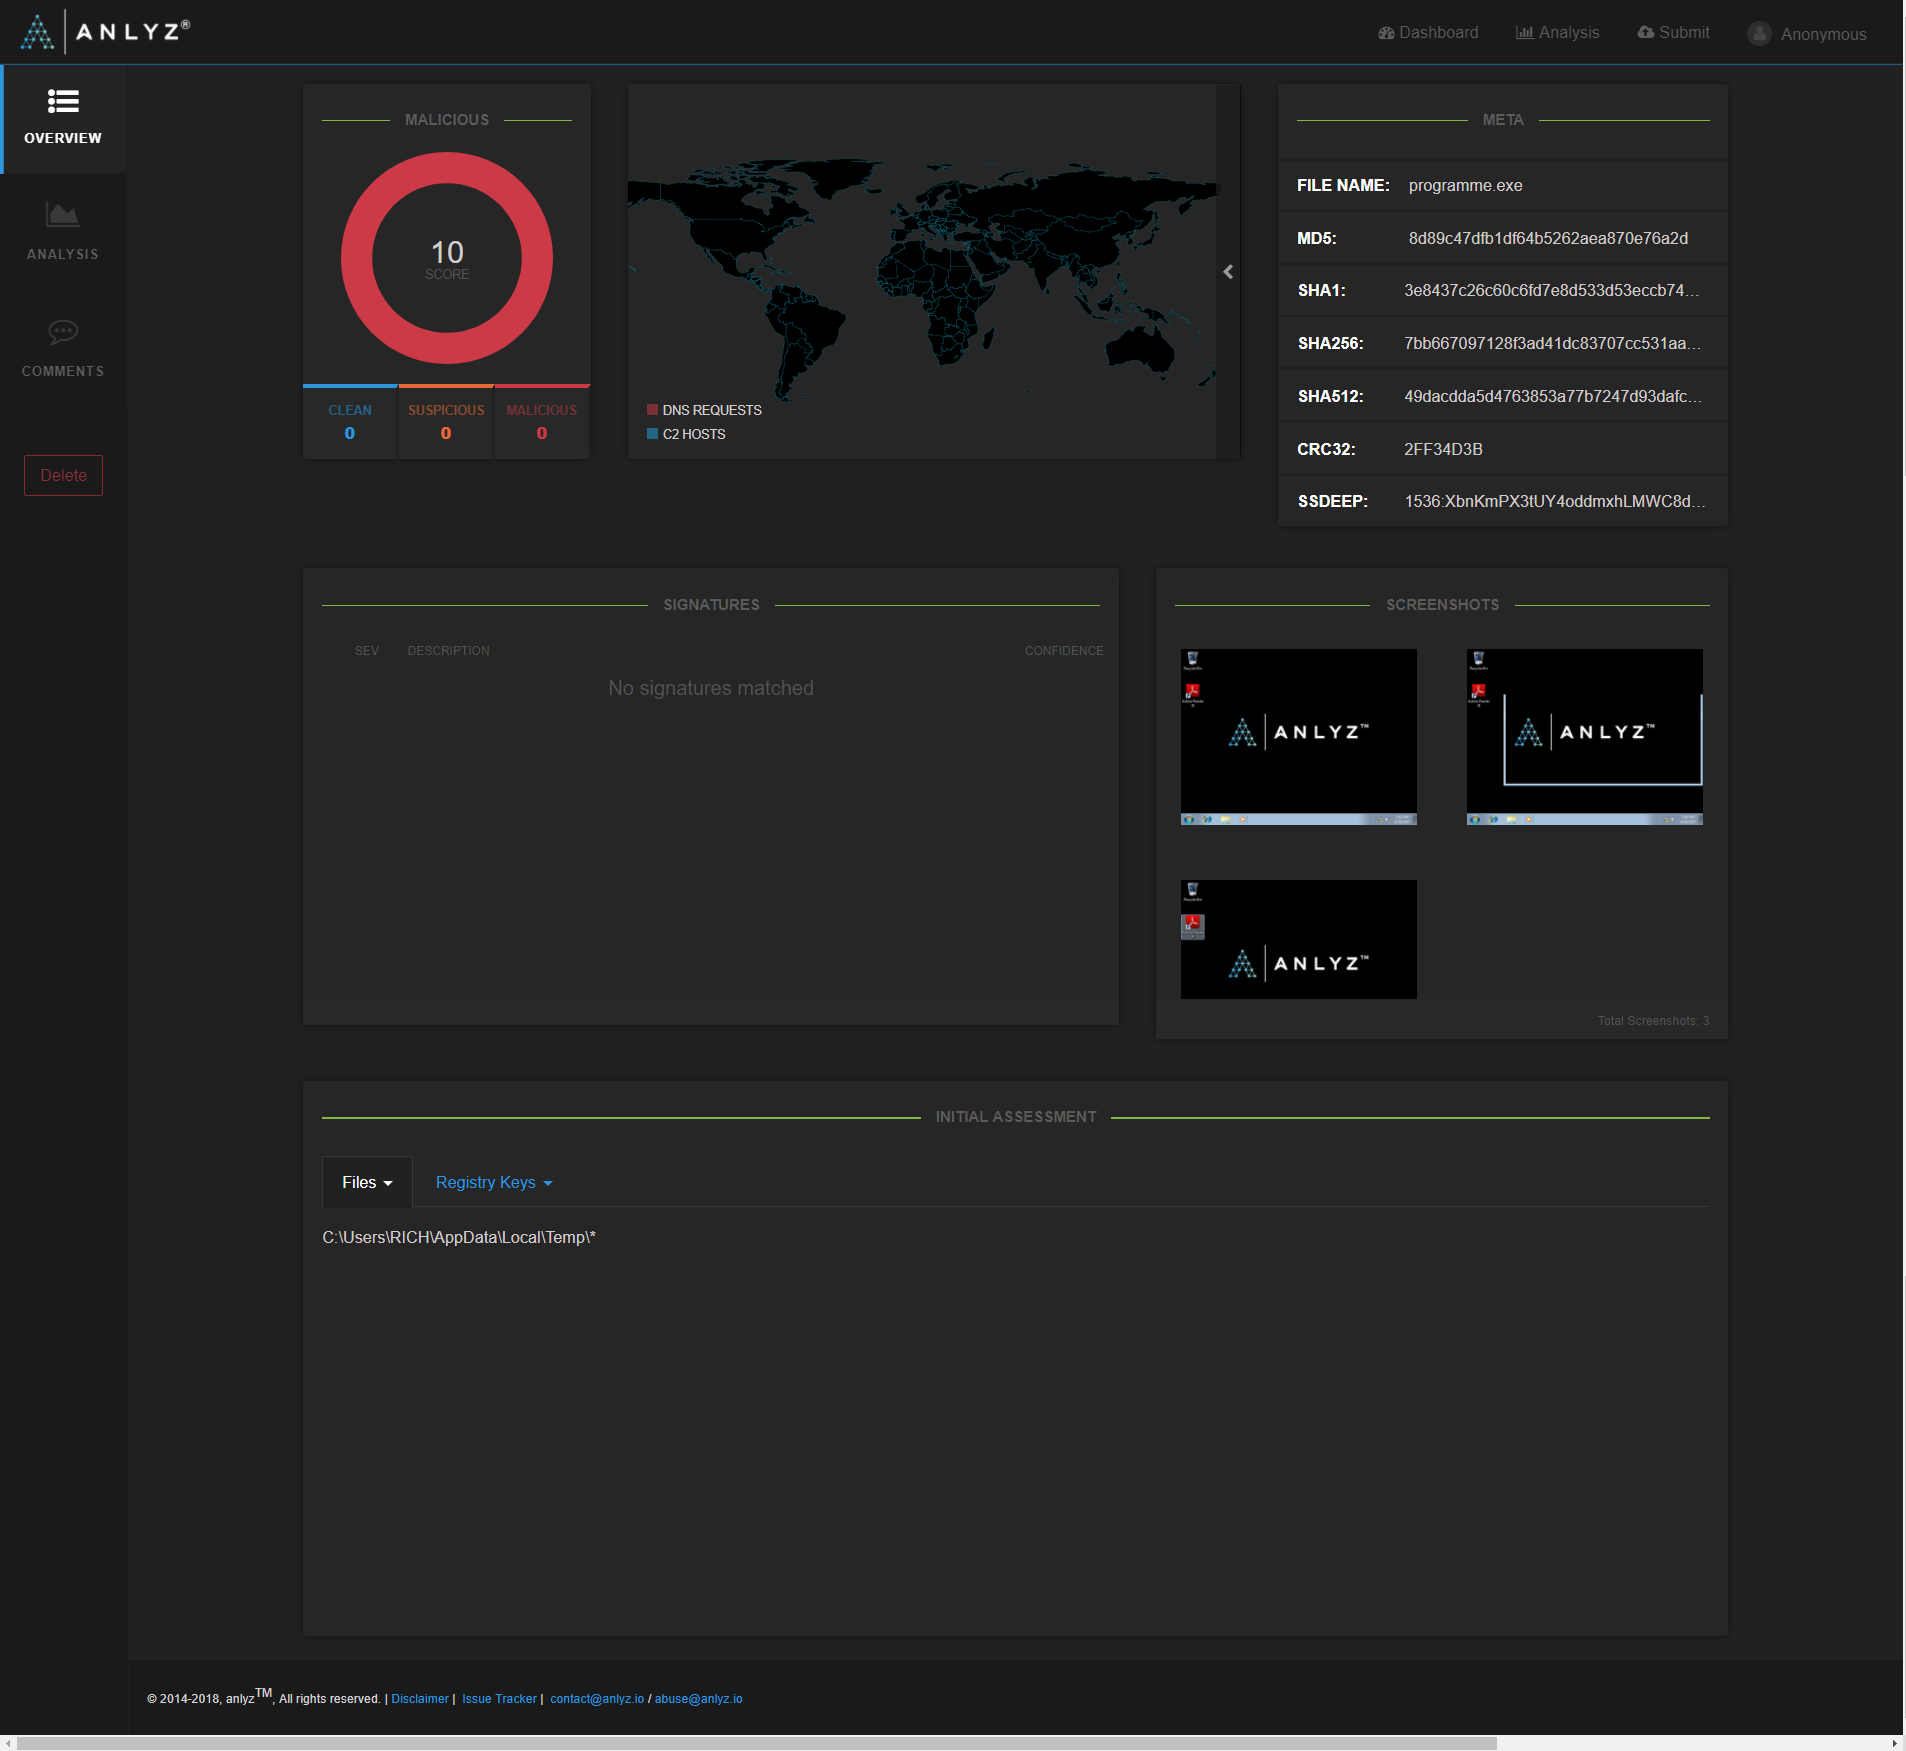 ANLYZ®
Dashboard
Analysis
Submit
Anonymous
OVERVIEW
ANALYSIS
COMMENTS
Delete
MALICIOUS
10
SCORE
CLEAN
0
SUSPICIOUS
0
MALICIOUS
0
DNS REQUESTS
C2 HOSTS
META
FILE NAME: programme.exe
MD5: 8d89c47dfb1df64b5262aea870e76a2d
SHA1: 3e8437c26c60c6fd7e8d533d53eccb74...
SHA256: 7bb667097128f3ad41dc83707cc531aa...
SHA512: 49dacdda5d4763853a77b7247d93dafc...
CRC32: 2FF34D3B
SSDEEP: 1536:XbnKmPX3tUY4oddmxhLMWC8d...
SIGNATURES
SEV DESCRIPTION CONFIDENCE
No signatures matched
SCREENSHOTS
ANLYZ™
ANLYZ™
ANLYZ™
Total Screenshots: 3
INITIAL ASSESSMENT
Files
Registry Keys
C:\Users\RICH\AppData\Local\Temp\*
© 2014-2018, anlyzTM, All rights reserved. | Disclaimer | Issue Tracker | contact@anlyz.io / abuse@anlyz.io